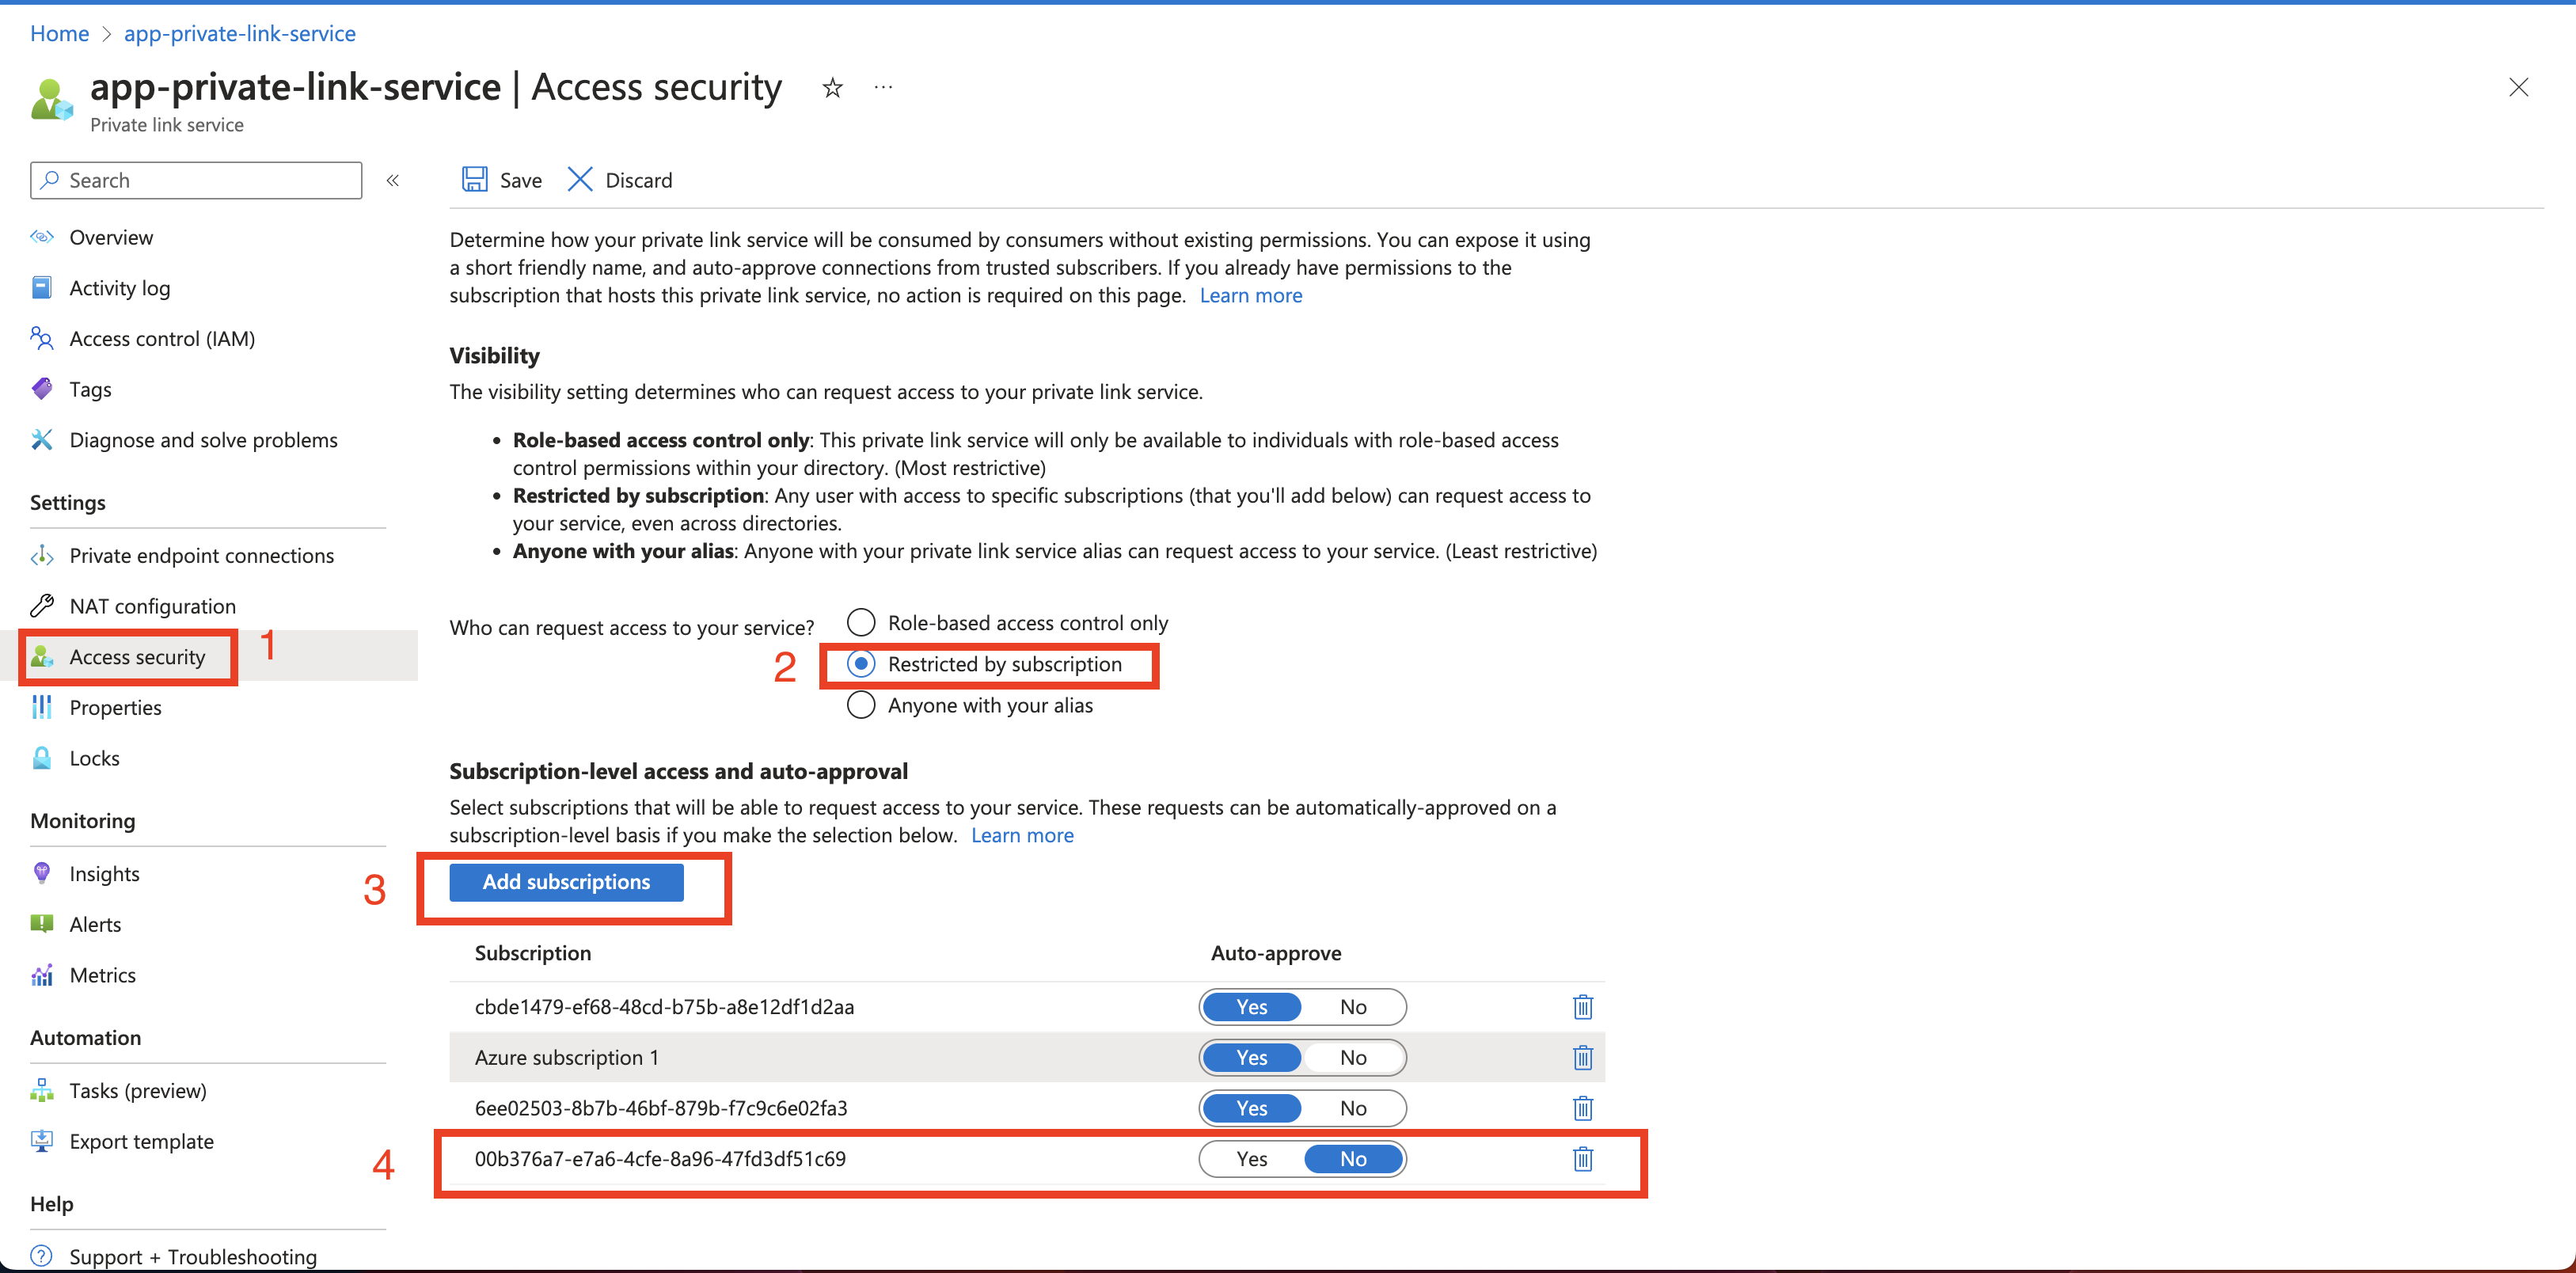 Home > app-private-link-service
app-private-link-service | Access security
Private link service
Search
Overview
Activity log
Access control (IAM)
Tags
Diagnose and solve problems
Settings
Private endpoint connections
NAT configuration
Access security
1
Properties
Locks
Monitoring
Insights
Alerts
Metrics
Automation
Tasks (preview)
Export template
Help
Support + Troubleshooting
Save
Discard
Determine how your private link service will be consumed by consumers without existing permissions. You can expose it using
a short friendly name, and auto-approve connections from trusted subscribers. If you already have permissions to the
subscription that hosts this private link service, no action is required on this page. Learn more
Visibility
The visibility setting determines who can request access to your private link service.
• Role-based access control only: This private link service will only be available to individuals with role-based access
control permissions within your directory. (Most restrictive)
• Restricted by subscription: Any user with access to specific subscriptions (that you'll add below) can request access to
your service, even across directories.
• Anyone with your alias: Anyone with your private link service alias can request access to your service. (Least restrictive)
Who can request access to your service?
Role-based access control only
2
Restricted by subscription
Anyone with your alias
Subscription-level access and auto-approval
Select subscriptions that will be able to request access to your service. These requests can be automatically-approved on a
subscription-level basis if you make the selection below. Learn more
3
Add subscriptions
Subscription Auto-approve
cbde1479-ef68-48cd-b75b-a8e12df1d2aa Yes No
Azure subscription 1 Yes No
6ee02503-8b7b-46bf-879b-f7c9c6e02fa3 Yes No
4
00b376a7-e7a6-4cfe-8a96-47fd3df51c69 Yes No